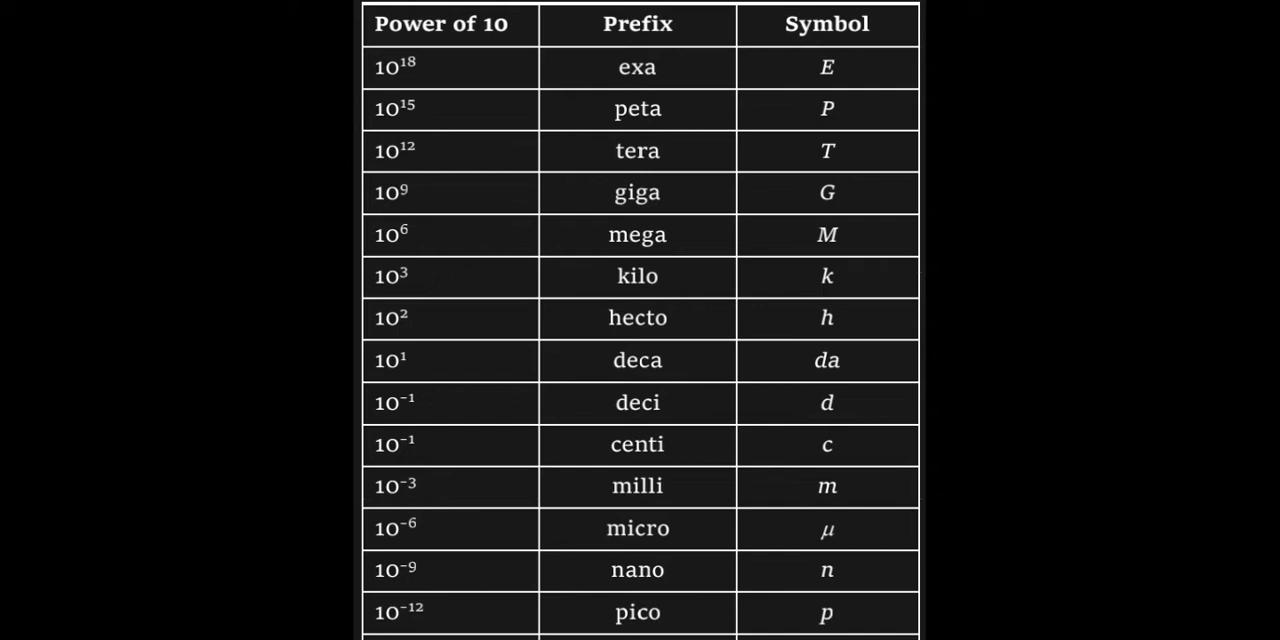 Power of 10 Prefix Symbol
10¹⁸ exa E
10¹⁵ peta P
10¹² tera T
10⁹ giga G
10⁶ mega M
10³ kilo k
10² hecto h
10¹ deca da
10⁻¹ deci d
10⁻¹ centi c
10⁻³ milli m
10⁻⁶ micro μ
10⁻⁹ nano n
10⁻¹² pico p